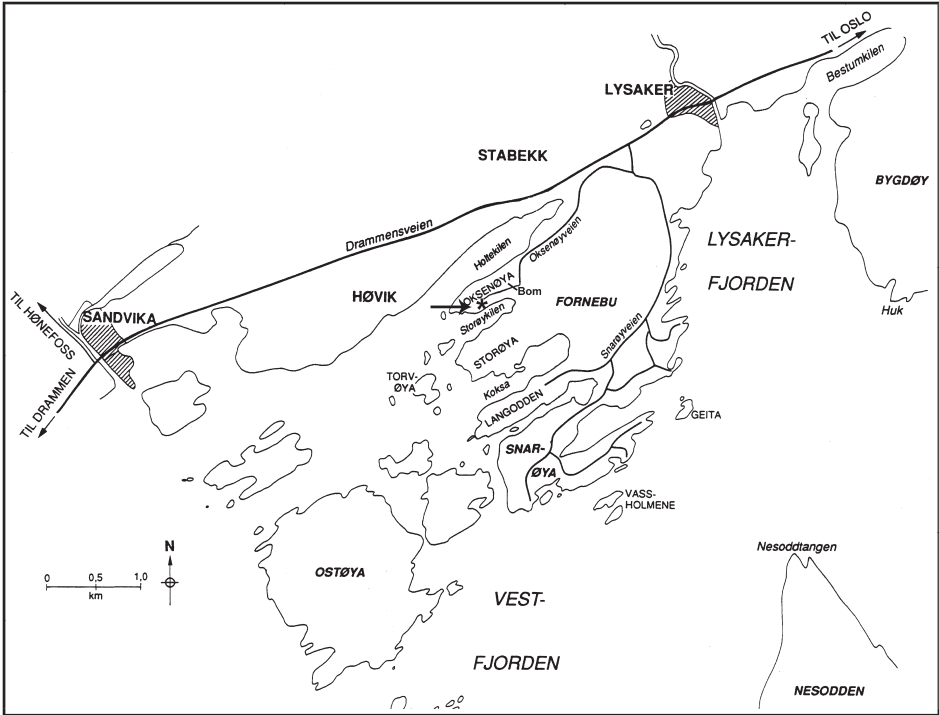 TIL OSLO
Bestumkilen
LYSAKER
STABEKK
BYGDØY
Drammensveien
Holtekilen
Oksenøyveien
LYSAKER-
FJORDEN
OKSENØYA
Bom
HØVIK
*
FORNEBU
Huk
TIL HØNEFOSS
SANDVIKA
Storøykilen
Snarøyveien
STORØYA
TORV-
ØYA
TIL DRAMMEN
Koksa
LANGODDEN
GEITA
SNAR-
ØYA
VASS-
HOLMENE
N
Nesoddtangen
0 0,5 1,0
km
OSTØYA
VEST-
FJORDEN
NESODDEN